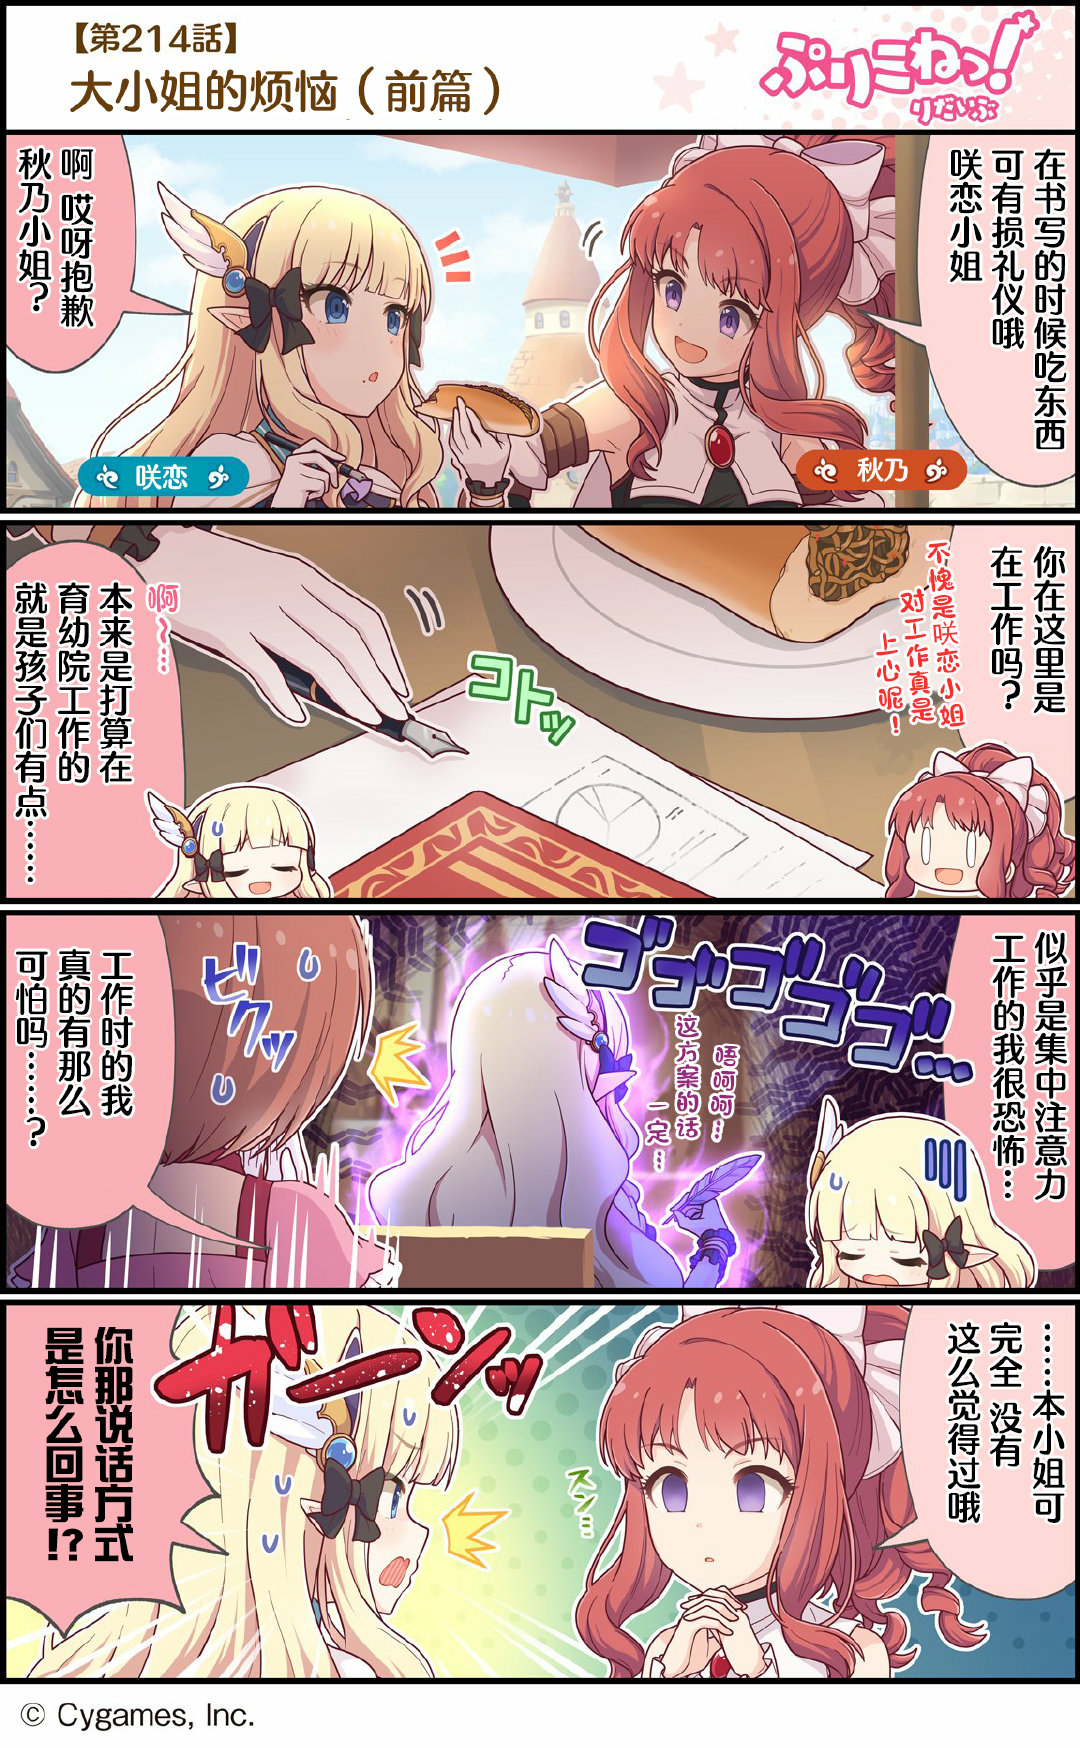 【第214話】
大小姐的烦恼（前篇）
ぷりこねっ！
りだいぶ
在书写的时候吃东西
可有损礼仪哦
咲恋小姐
啊 哎呀抱歉
秋乃小姐？
咲恋
秋乃
你在这里是
在工作吗？
不愧是咲恋小姐
对工作真是
上心呢！
コトッ
啊～……
本来是打算在
育幼院工作的
就是孩子们有点……
似乎是集中注意力
工作的我很恐怖…
ゴゴゴゴゴ…
唔呵呵…
这方案的话
一定…
ビクッ
工作时的我
真的有那么
可怕吗……？
……本小姐可
完全 没有
这么觉得过哦
スン…
ガーンッ
你那说话方式
是怎么回事!?
© Cygames, Inc.